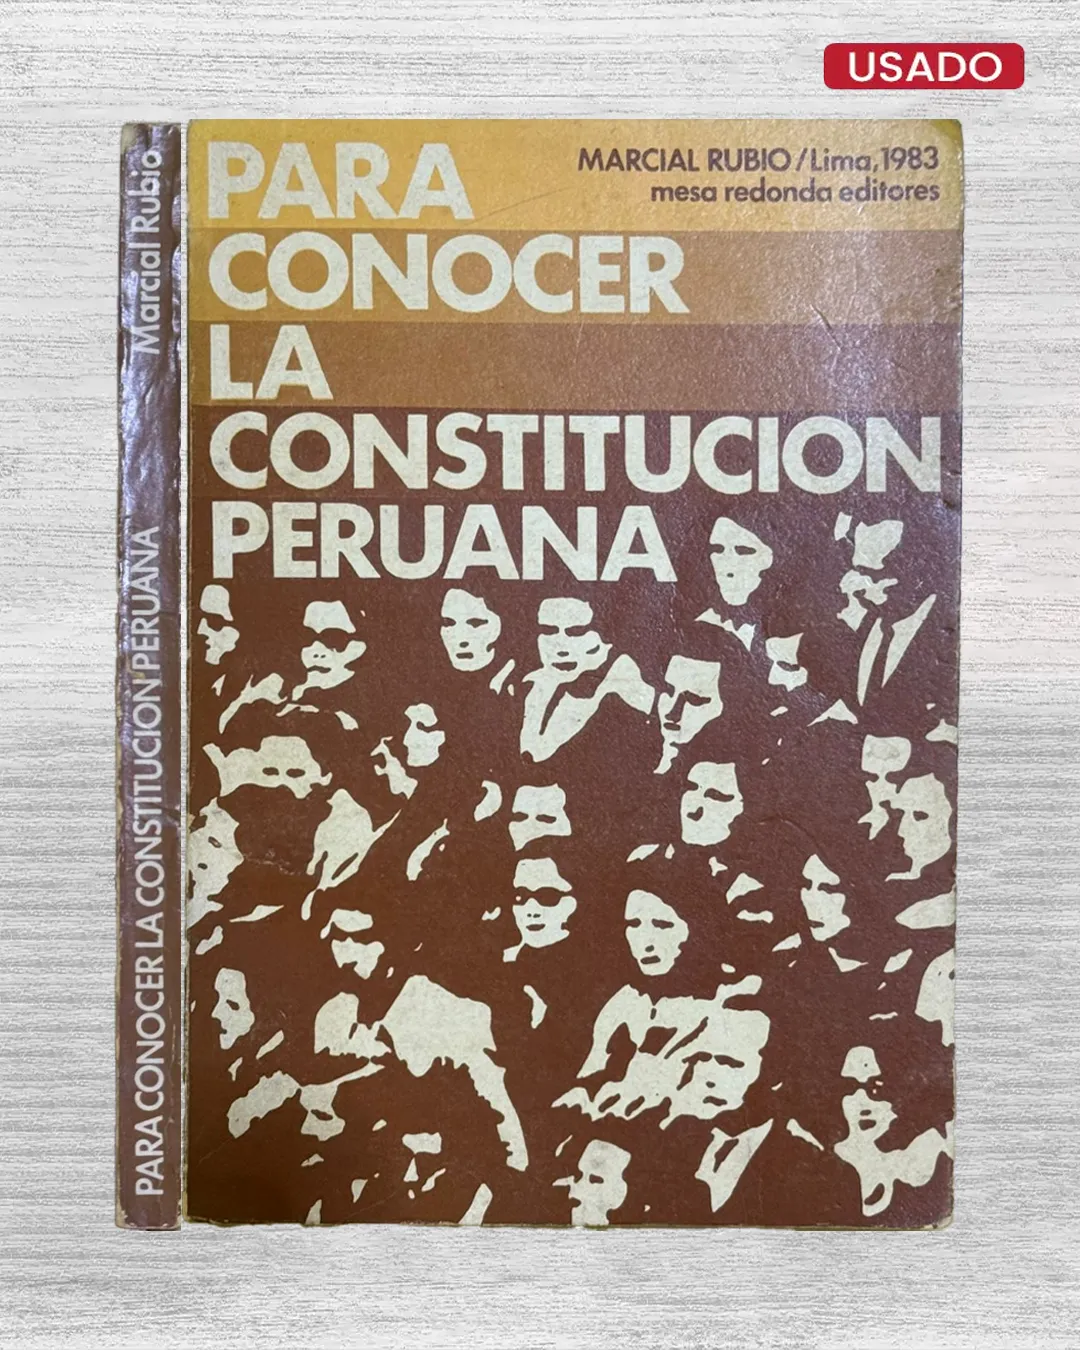 USADO
PARA
CONOCER
LA
CONSTITUCION
PERUANA
MARCIAL RUBIO/Lima,1983
mesa redonda editores
PARA CONOCER LA CONSTITUCION PERUANA Marcial Rubio